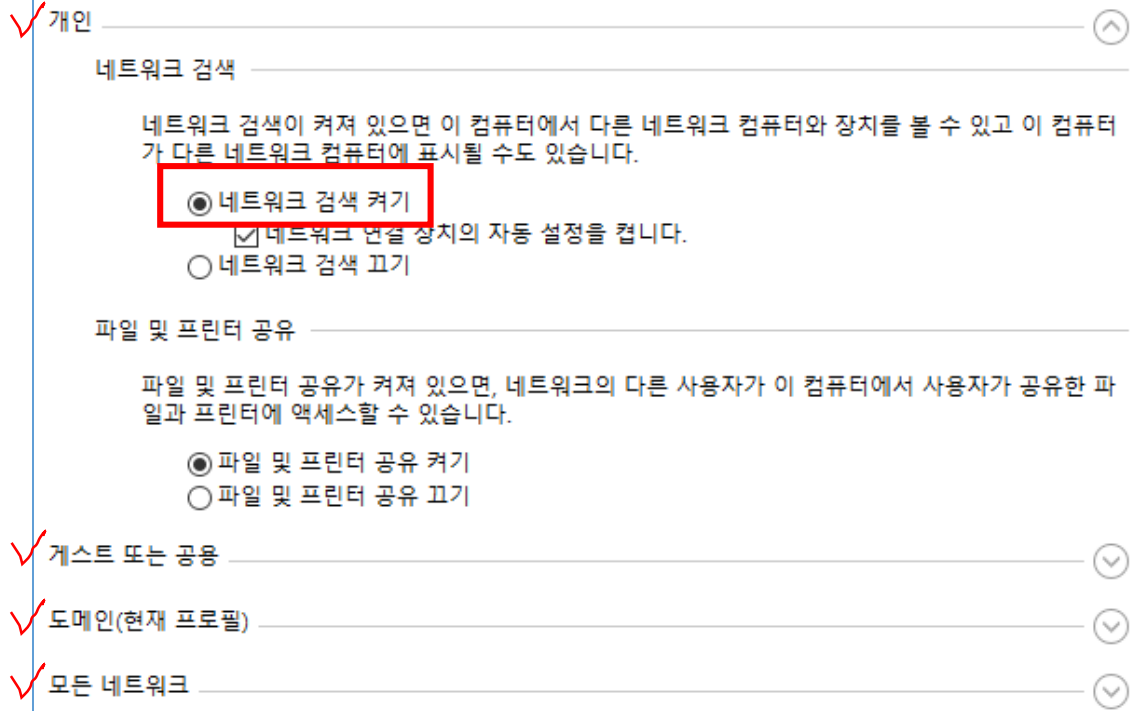 개인
네트워크 검색
네트워크 검색이 켜져 있으면 이 컴퓨터에서 다른 네트워크 컴퓨터와 장치를 볼 수 있고 이 컴퓨터
가 다른 네트워크 컴퓨터에 표시될 수도 있습니다.
네트워크 검색 켜기
네트워크 연결 장치의 자동 설정을 켭니다.
네트워크 검색 끄기
파일 및 프린터 공유
파일 및 프린터 공유가 켜져 있으면, 네트워크의 다른 사용자가 이 컴퓨터에서 사용자가 공유한 파
일과 프린터에 액세스할 수 있습니다.
파일 및 프린터 공유 켜기
파일 및 프린터 공유 끄기
게스트 또는 공용
도메인(현재 프로필)
모든 네트워크